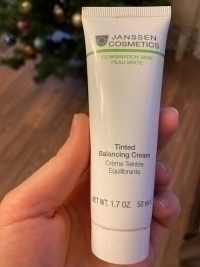 JANSSEN
COSMETICS
COMBINATION SKIN
PEAU MIXTE
Tinted
Balancing Cream
Crème Teintée
Équilibrante
NET WT. 1.7 OZ. 50 ml